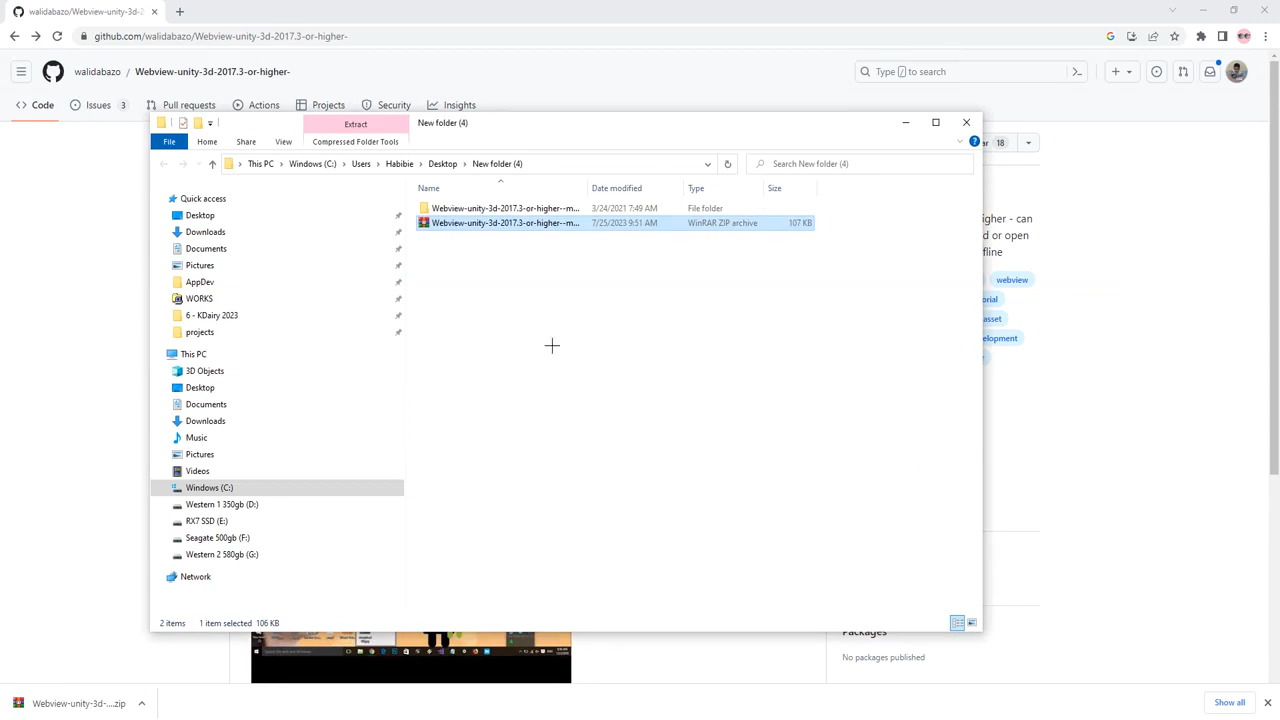 walidabazo/Webview-unity-3d-2
github.com/walidabazo/Webview-unity-3d-2017.3-or-higher-
walidabazo / Webview-unity-3d-2017.3-or-higher-
Type / to search
Code Issues 3 Pull requests Actions Projects Security Insights
Extract New folder (4)
File Home Share View Compressed Folder Tools
This PC Windows (C:) Users Habibie Desktop New folder (4) Search New folder (4)
Name Date modified Type Size
Webview-unity-3d-2017.3-or-higher--m... 3/24/2021 7:49 AM File folder
Webview-unity-3d-2017.3-or-higher--m... 7/25/2023 9:51 AM WinRAR ZIP archive 107 KB
Quick access
Desktop
Downloads
Documents
Pictures
AppDev
WORKS
6 - KDairy 2023
projects
This PC
3D Objects
Desktop
Documents
Downloads
Music
Pictures
Videos
Windows (C:)
Western 1 350gb (D:)
RX7 SSD (E:)
Seagate 500gb (F:)
Western 2 580gb (G:)
Network
2 items 1 item selected 106 KB
ar 18
igher - can
d or open
ffline
webview
orial
asset
elopment
Packages
No packages published
Webview-unity-3d-....zip
Show all